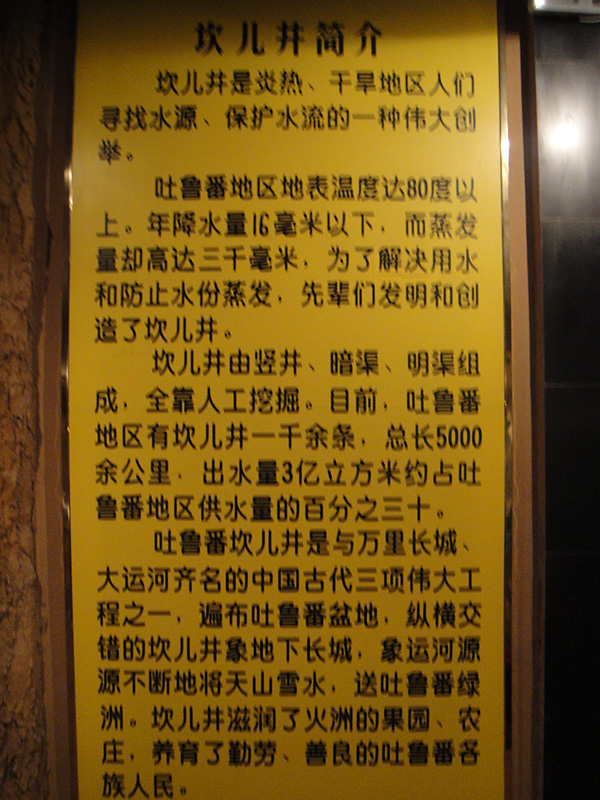 坎儿井简介
坎儿井是炎热、干旱地区人们
寻找水源、保护水流的一种伟大创
举。
吐鲁番地区地表温度达80度以
上。年降水量16毫米以下，而蒸发
量却高达三千毫米，为了解决用水
和防止水份蒸发，先辈们发明和创
造了坎儿井。
坎儿井由竖井、暗渠、明渠组
成，全靠人工挖掘。目前，吐鲁番
地区有坎儿井一千余条，总长5000
余公里，出水量3亿立方米约占吐
鲁番地区供水量的百分之三十。
吐鲁番坎儿井是与万里长城、
大运河齐名的中国古代三项伟大工
程之一，遍布吐鲁番盆地，纵横交
错的坎儿井象地下长城，象运河源
源不断地将天山雪水，送吐鲁番绿
洲。坎儿井滋润了火洲的果园、农
庄，养育了勤劳、善良的吐鲁番各
族人民。